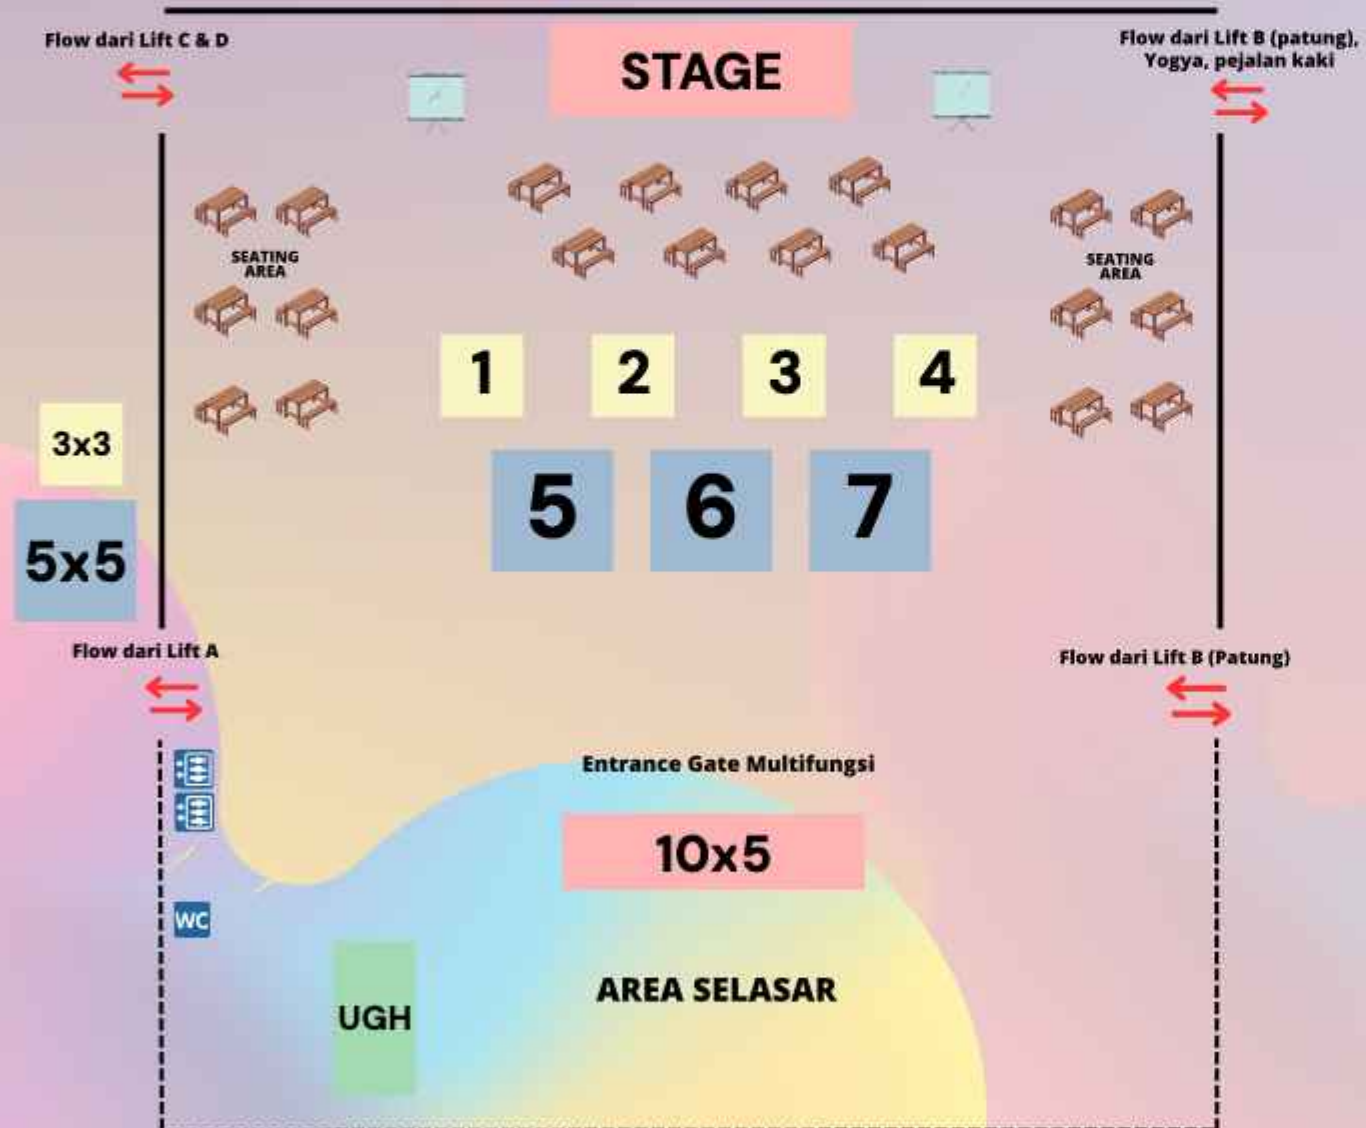 Flow dari Lift C & D
STAGE
Flow dari Lift B (patung),
Yogya, pejalan kaki
SEATING
AREA
SEATING
AREA
1
2
3
4
3x3
5
6
7
5x5
Flow dari Lift A
Flow dari Lift B (Patung)
Entrance Gate Multifungsi
10x5
WC
AREA SELASAR
UGH